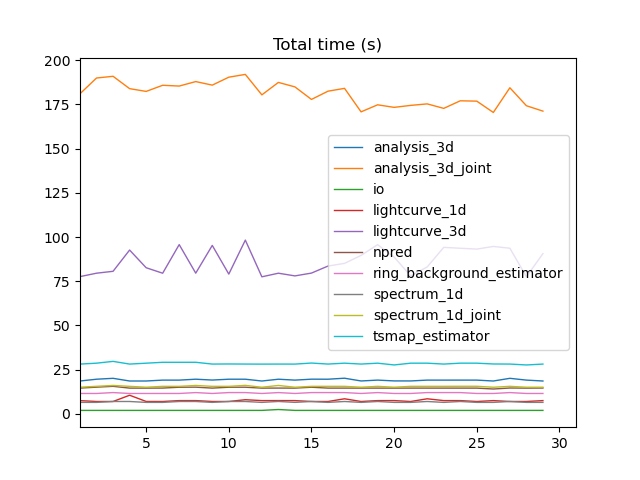 Total time (s)
200
175
150
125
100
75
50
25
0
analysis_3d
analysis_3d_joint
io
lightcurve_1d
lightcurve_3d
npred
ring_background_estimator
spectrum_1d
spectrum_1d_joint
tsmap_estimator
5 10 15 20 25 30